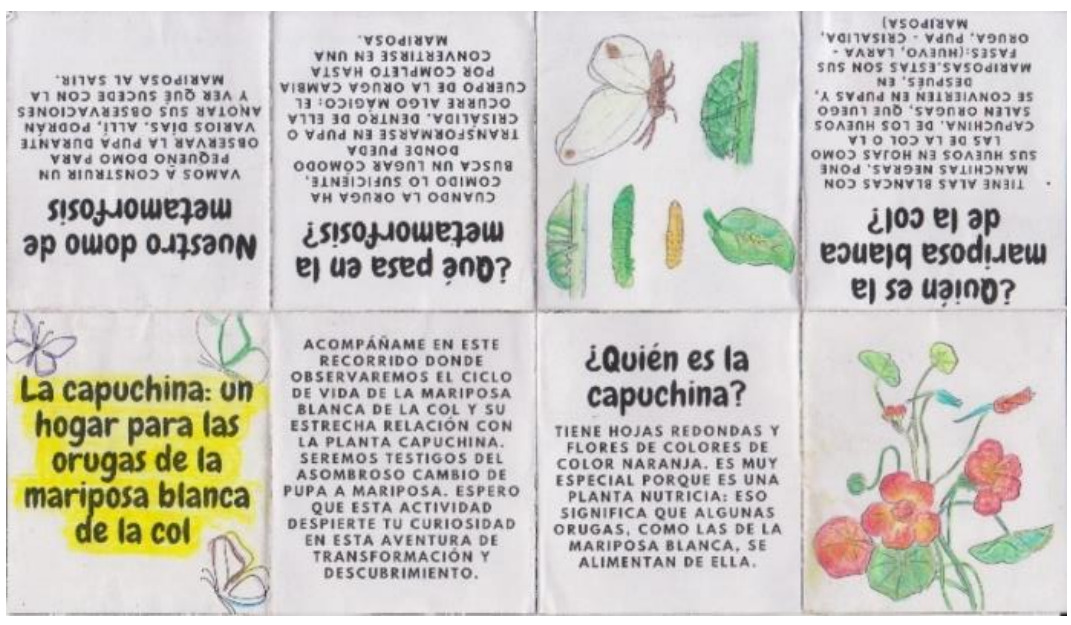 La capuchina: un
hogar para las
orugas de la
mariposa blanca
de la col
ACOMPÁÑAME EN ESTE
RECORRIDO DONDE
OBSERVAREMOS EL CICLO
DE VIDA DE LA MARIPOSA
BLANCA DE LA COL Y SU
ESTRECHA RELACIÓN CON
LA PLANTA CAPUCHINA.
SEREMOS TESTIGOS DEL
ASOMBROSO CAMBIO DE
PUPA A MARIPOSA. ESPERO
QUE ESTA ACTIVIDAD
DESPIERTE TU CURIOSIDAD
EN ESTA AVENTURA DE
TRANSFORMACIÓN Y
DESCUBRIMIENTO.
¿Quién es la
capuchina?
TIENE HOJAS REDONDAS Y
FLORES DE COLORES DE
COLOR NARANJA. ES MUY
ESPECIAL PORQUE ES UNA
PLANTA NUTRICIA: ESO
SIGNIFICA QUE ALGUNAS
ORUGAS, COMO LAS DE LA
MARIPOSA BLANCA, SE
ALIMENTAN DE ELLA.
¿Quién es la
mariposa blanca
de la col?
TIENE ALAS BLANCAS CON
MANCHITAS NEGRAS. PONE
SUS HUEVOS EN HOJAS COMO
LAS DE LA COL O LA
CAPUCHINA. DE LOS HUEVOS
SALEN ORUGAS, QUE LUEGO
SE CONVIERTEN EN PUPAS Y,
DESPUÉS, EN
MARIPOSAS.ESTAS SON SUS
FASES:(HUEVO, LARVA -
ORUGA, PUPA - CRISALIDA,
MARIPOSA)
¿Qué pasa en la
metamorfosis?
CUANDO LA ORUGA HA
COMIDO LO SUFICIENTE,
BUSCA UN LUGAR CÓMODO
DONDE PUEDA
TRANSFORMARSE EN PUPA O
CRISÁLIDA. DENTRO DE ELLA
OCURRE ALGO MÁGICO: EL
CUERPO DE LA ORUGA CAMBIA
POR COMPLETO HASTA
CONVERTIRSE EN UNA
MARIPOSA.
Nuestro domo de
metamorfosis
VAMOS A CONSTRUIR UN
PEQUEÑO DOMO PARA
OBSERVAR LA PUPA DURANTE
VARIOS DÍAS. ALLÍ, PODRÁN
ANOTAR SUS OBSERVACIONES
Y VER QUÉ SUCEDE CON LA
MARIPOSA AL SALIR.